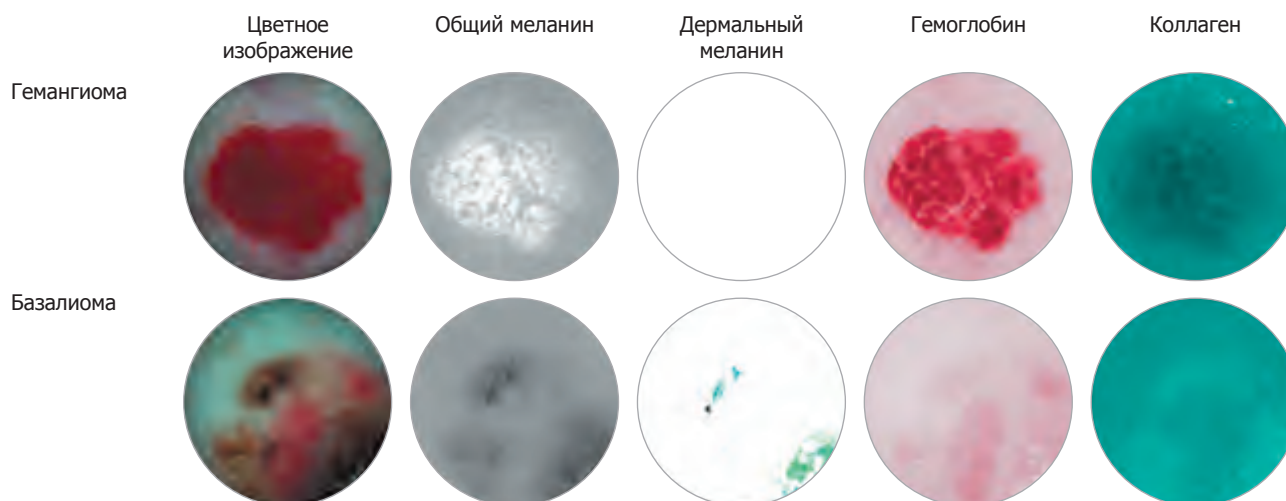 Цветное
изображение
Общий меланин
Дермальный
меланин
Гемоглобин
Коллаген
Гемангиома
Базалиома